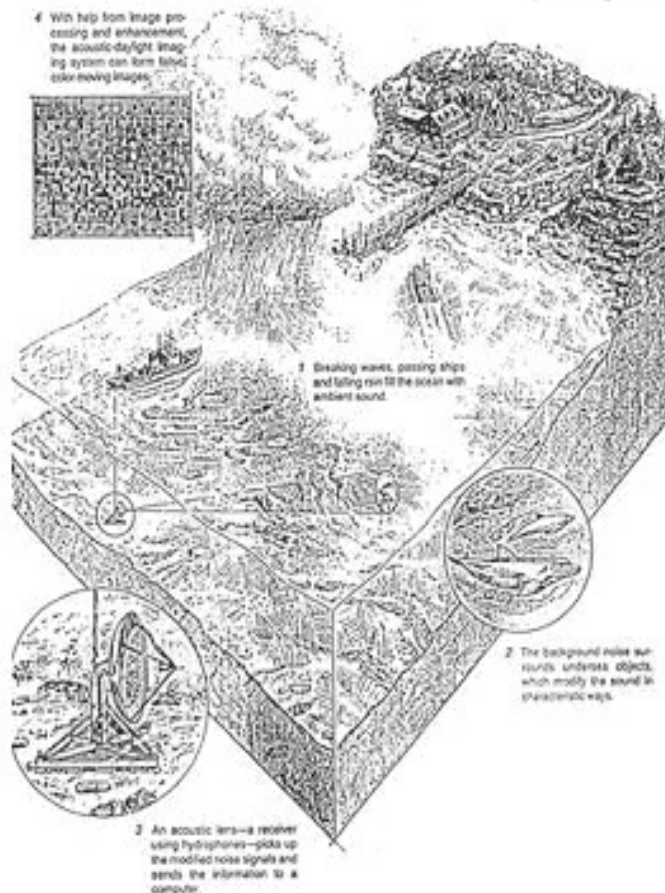 4 With help from image pro-
cessing and enhancement,
the acoustic-daylight imag-
ing system can form false-
color moving images.
1 Breaking waves, passing ships
and falling rain fill the ocean with
ambient sound.
2 The background noise sur-
rounds undersea objects,
which modify the sound in
characteristic ways.
3 An acoustic lens—a receiver
using hydrophones—picks up
the modified noise signals and
sends the information to a
computer.